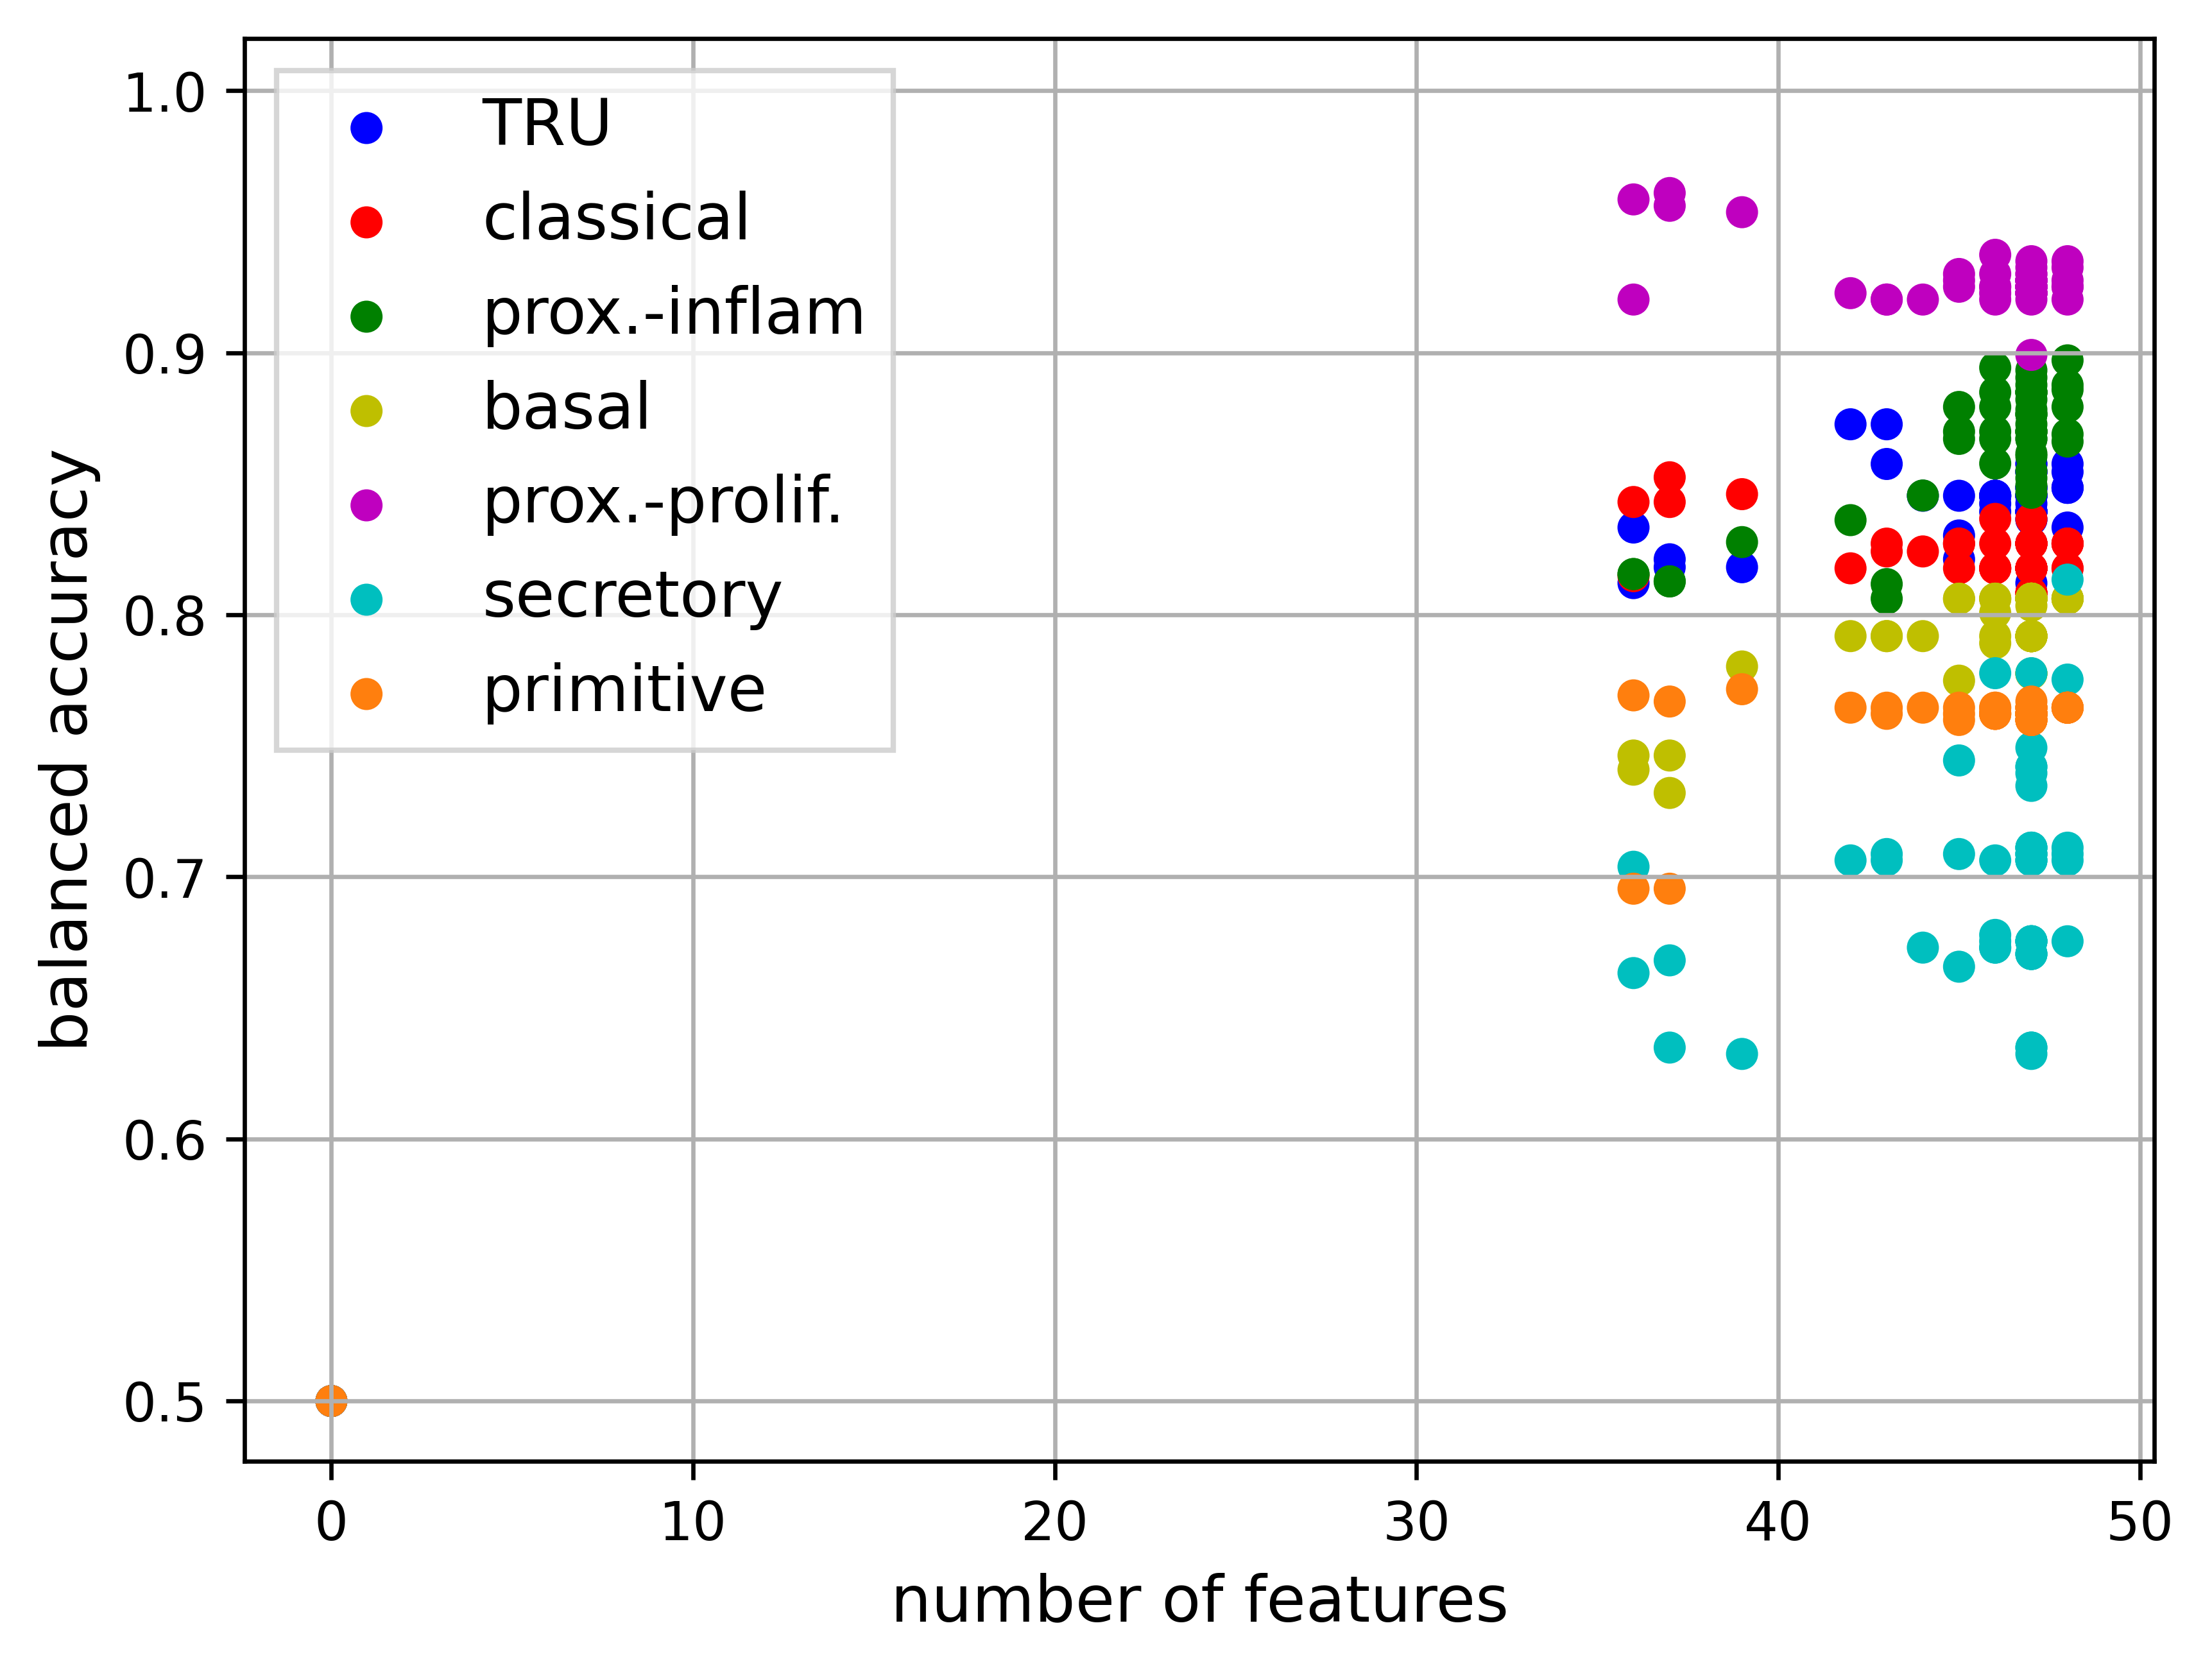 TRU
classical
prox.-inflam
basal
prox.-prolif.
secretory
primitive
1.0
0.9
0.8
0.7
0.6
0.5
balanced accuracy
0 10 20 30 40 50
number of features